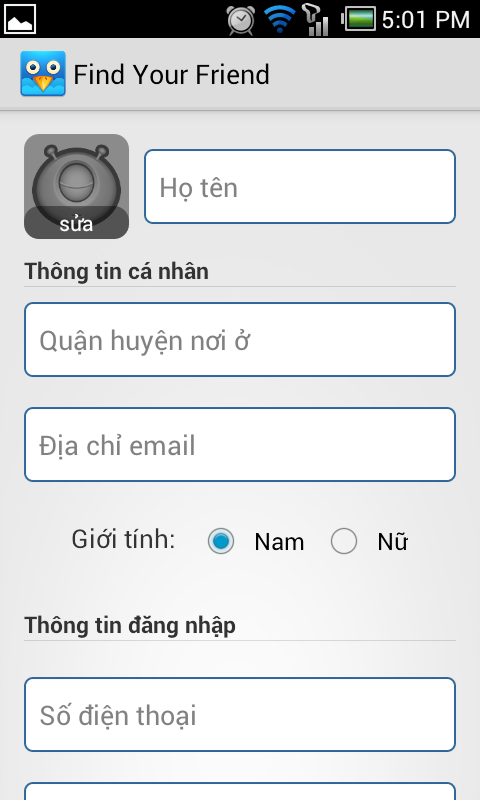 5:01 PM
Find Your Friend
Họ tên
sửa
Thông tin cá nhân
Quận huyện nơi ở
Địa chỉ email
Giới tính: Nam Nữ
Thông tin đăng nhập
Số điện thoại